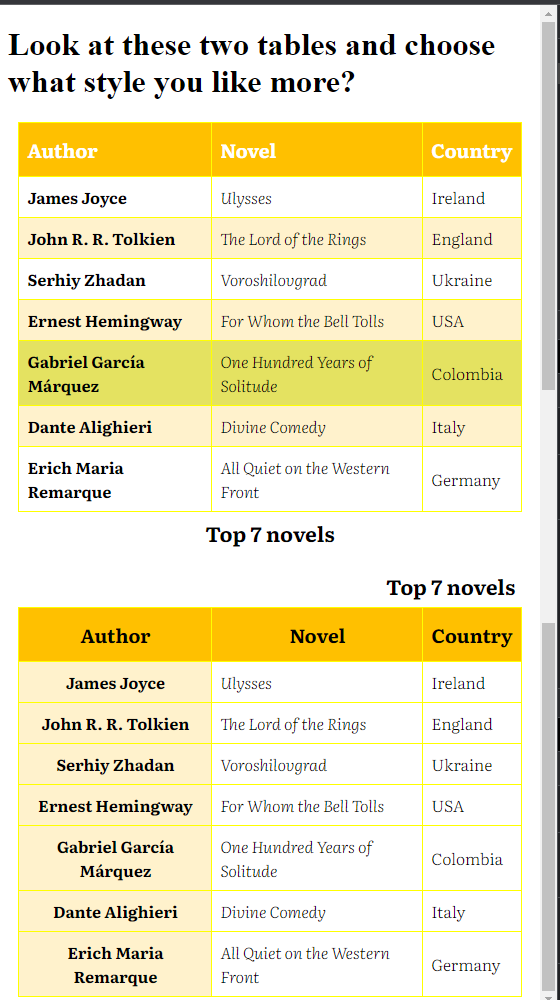 Look at these two tables and choose
what style you like more?
Author Novel Country
James Joyce Ulysses Ireland
John R. R. Tolkien The Lord of the Rings England
Serhiy Zhadan Voroshilovgrad Ukraine
Ernest Hemingway For Whom the Bell Tolls USA
Gabriel García
Márquez
One Hundred Years of
Solitude
Colombia
Dante Alighieri Divine Comedy Italy
Erich Maria
Remarque
All Quiet on the Western
Front
Germany
Top 7 novels
Top 7 novels
Author Novel Country
James Joyce Ulysses Ireland
John R. R. Tolkien The Lord of the Rings England
Serhiy Zhadan Voroshilovgrad Ukraine
Ernest Hemingway For Whom the Bell Tolls USA
Gabriel García
Márquez
One Hundred Years of
Solitude
Colombia
Dante Alighieri Divine Comedy Italy
Erich Maria
Remarque
All Quiet on the Western
Front
Germany